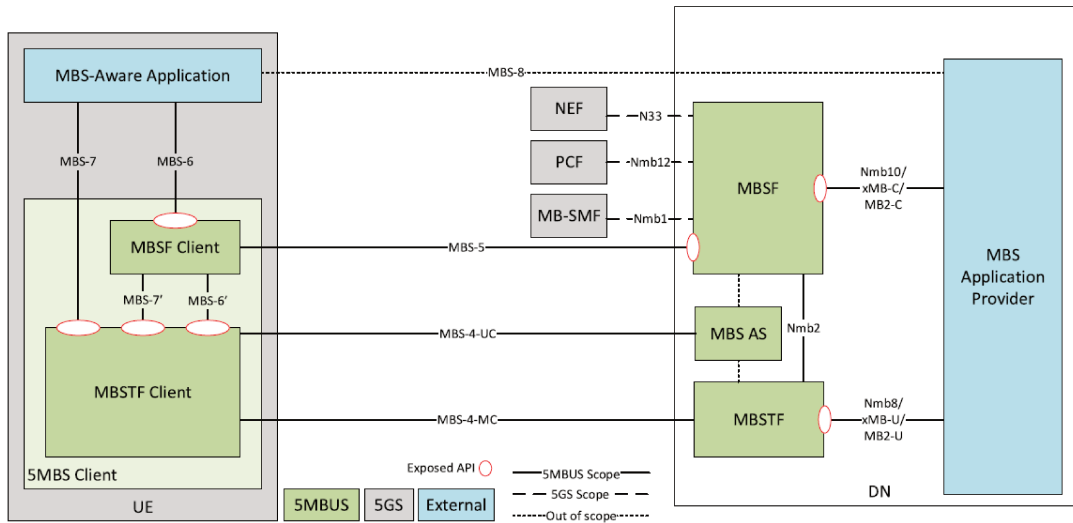 MBS-Aware Application
MBS-8
NEF
N33
PCF
Nmb12
MB-SMF
Nmb1
MBSF
Nmb10/
xMB-C/
MB2-C
MBS
Application
Provider
MBS-7
MBS-6
MBSF Client
MBS-5
MBS-7’
MBS-6’
MBS-4-UC
MBS AS
Nmb2
MBSTF Client
MBS-4-MC
MBSTF
Nmb8/
xMB-U/
MB2-U
5MBS Client
UE
Exposed API
5MBUS
5GS
External
5MBUS Scope
5GS Scope
Out of scope
DN